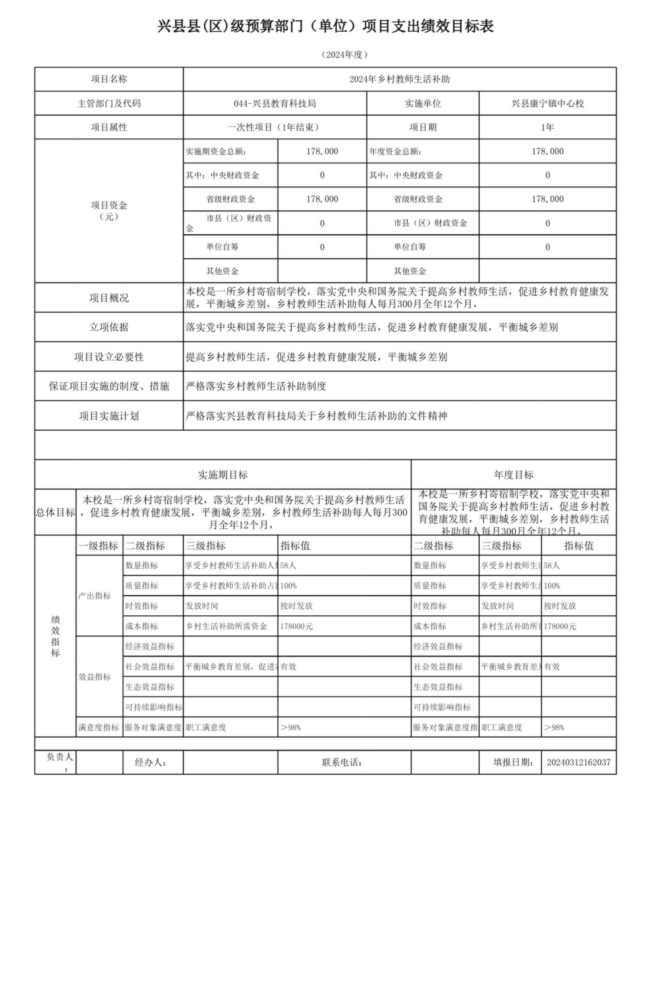 兴县县(区)级预算部门（单位）项目支出绩效目标表
（2024年度）
项目名称 2024年乡村教师生活补助
主管部门及代码 044-兴县教育科技局 实施单位 兴县康宁镇中心校
项目属性 一次性项目（1年结束） 项目期 1年
项目资金
（元）
实施期资金总额： 178,000 年度资金总额： 178,000
其中：中央财政资金 0 其中：中央财政资金 0
省级财政资金 178,000 省级财政资金 178,000
市县（区）财政资
金 0 市县（区）财政资金 0
单位自筹 0 单位自筹 0
其他资金 其他资金
项目概况 本校是一所乡村寄宿制学校，落实党中央和国务院关于提高乡村教师生活，促进乡村教育健康发
展，平衡城乡差别，乡村教师生活补助每人每月300月全年12个月，
立项依据 落实党中央和国务院关于提高乡村教师生活，促进乡村教育健康发展，平衡城乡差别
项目设立必要性 提高乡村教师生活，促进乡村教育健康发展，平衡城乡差别
保证项目实施的制度、措施 严格落实乡村教师生活补助制度
项目实施计划 严格落实兴县教育科技局关于乡村教师生活补助的文件精神
实施期目标 年度目标
总体目标
本校是一所乡村寄宿制学校，落实党中央和国务院关于提高乡村教师生活
，促进乡村教育健康发展，平衡城乡差别，乡村教师生活补助每人每月300
月全年12个月，
本校是一所乡村寄宿制学校，落实党中央和
国务院关于提高乡村教师生活，促进乡村教
育健康发展，平衡城乡差别，乡村教师生活
补助每人每月300月全年12个月，
绩
效
指
标
一级指标 二级指标 三级指标 指标值 二级指标 三级指标 指标值
产出指标
数量指标 享受乡村教师生活补助人 58人 数量指标 享受乡村教师生 58人
质量指标 享受乡村教师生活补助占 100% 质量指标 享受乡村教师生 100%
时效指标 发放时间 按时发放 时效指标 发放时间 按时发放
成本指标 乡村生活补助所需资金 178000元 成本指标 乡村生活补助所 178000元
效益指标
经济效益指标 经济效益指标
社会效益指标 平衡城乡教育差别，促进 有效 社会效益指标 平衡城乡教育差 有效
生态效益指标 生态效益指标
可持续影响指标 可持续影响指标
满意度指标 服务对象满意度 职工满意度 ＞98% 服务对象满意度指 职工满意度 ＞98%
负责人
： 经办人： 联系电话： 填报日期： 20240312162037